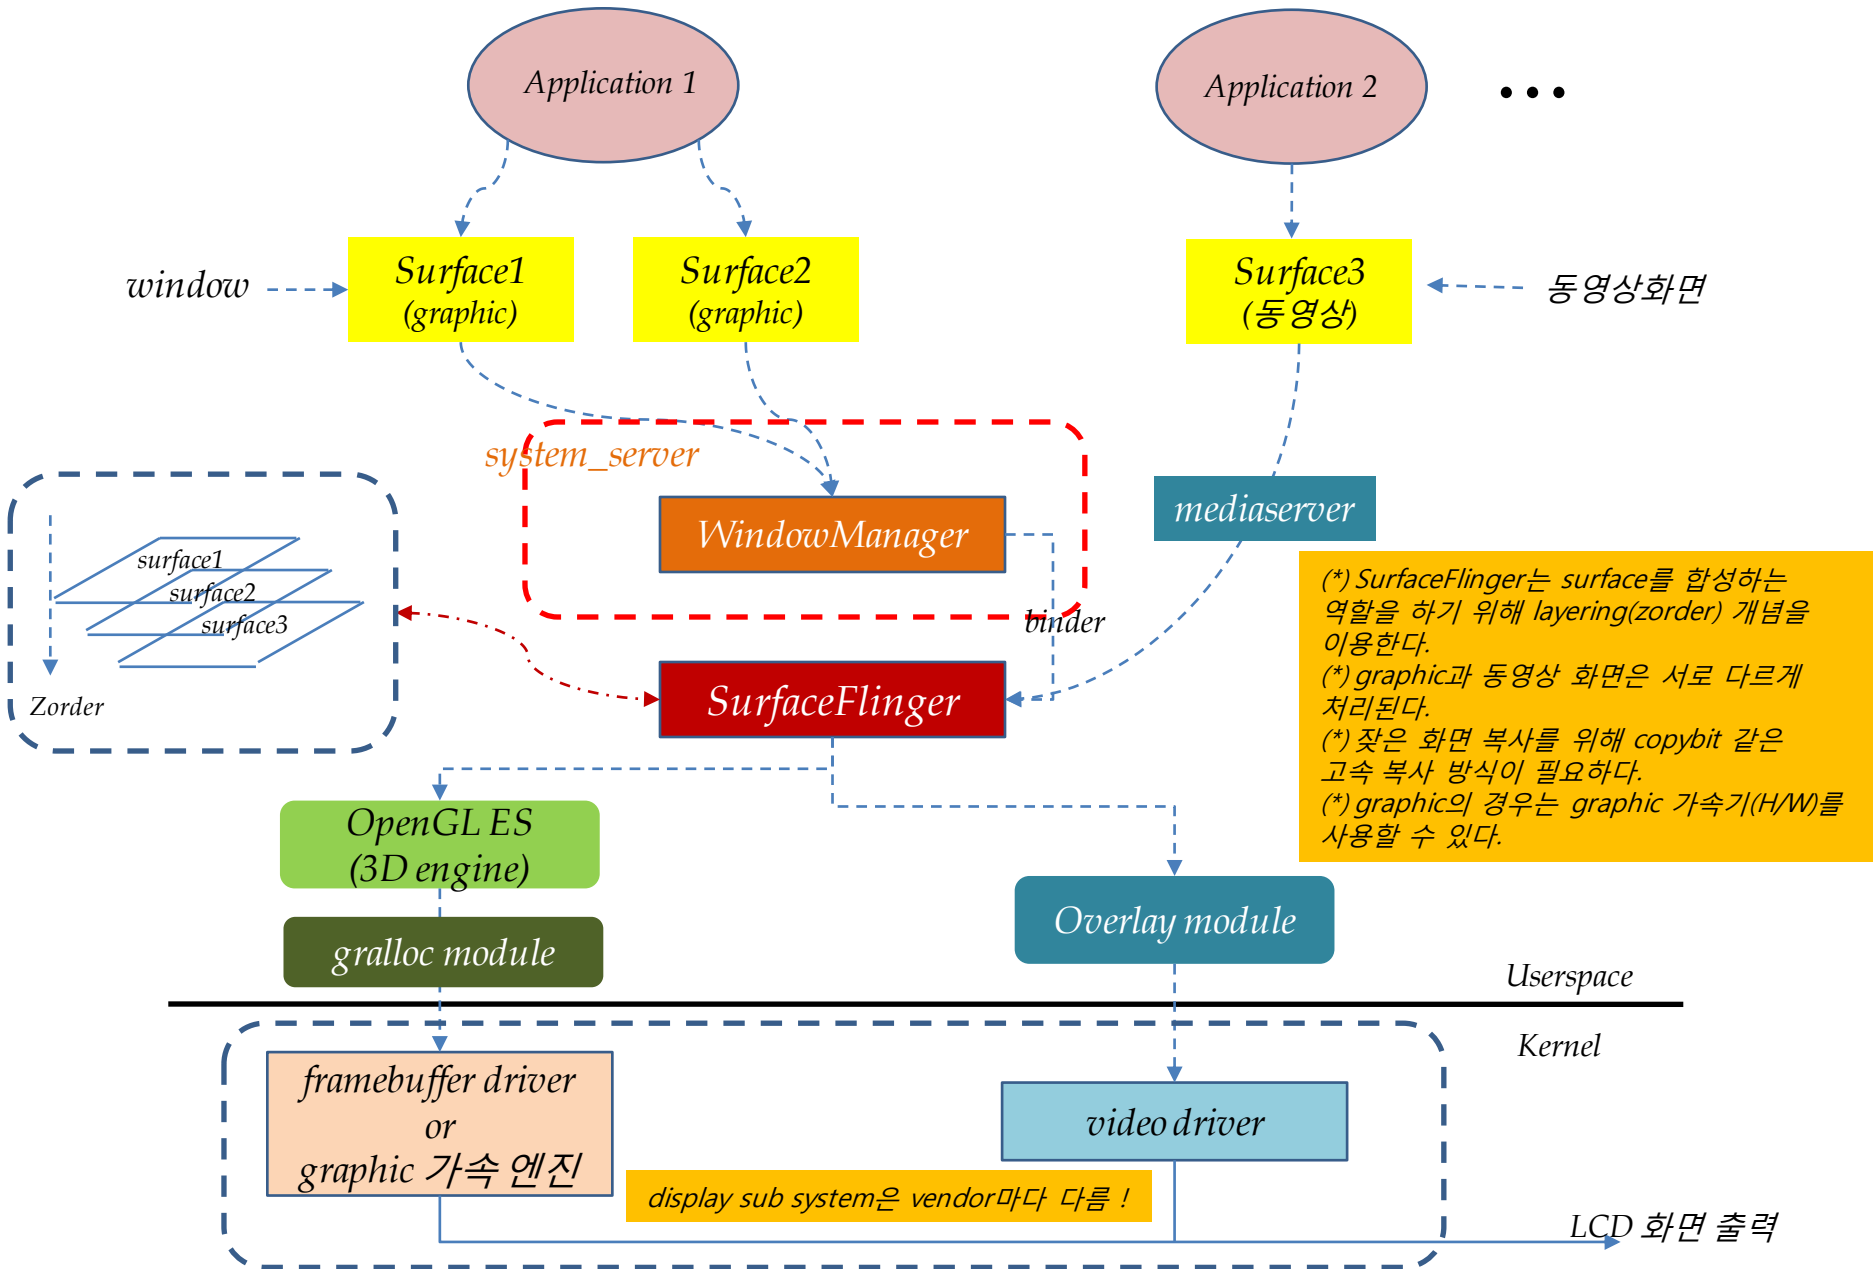 Application 1
Application 2
• • •
window
Surface1
(graphic)
Surface2
(graphic)
Surface3
(동영상)
동영상화면
system_server
WindowManager
mediaserver
surface1
surface2
surface3
Zorder
binder
SurfaceFlinger
(*) SurfaceFlinger는 surface를 합성하는
역할을 하기 위해 layering(zorder) 개념을
이용한다.
(*) graphic과 동영상 화면은 서로 다르게
처리된다.
(*) 잦은 화면 복사를 위해 copybit 같은
고속 복사 방식이 필요하다.
(*) graphic의 경우는 graphic 가속기(H/W)를
사용할 수 있다.
OpenGL ES
(3D engine)
gralloc module
Overlay module
Userspace
Kernel
framebuffer driver
or
graphic 가속 엔진
video driver
display sub system은 vendor마다 다름 !
LCD 화면 출력